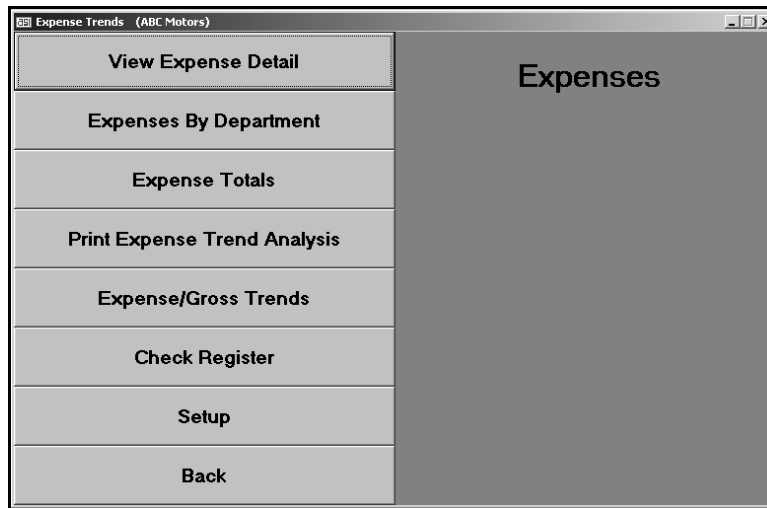 Expense Trends (ABC Motors)
View Expense Detail
Expenses
Expenses By Department
Expense Totals
Print Expense Trend Analysis
Expense/Gross Trends
Check Register
Setup
Back